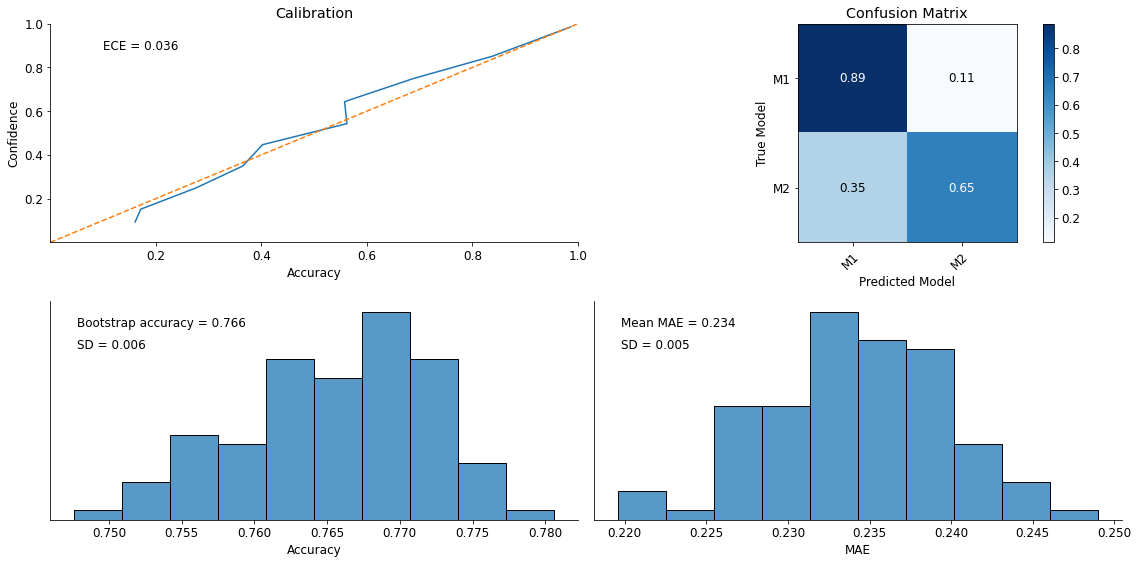 Calibration
1.0
0.8
0.6
0.4
0.2
Confidence
ECE = 0.036
0.2
0.4
0.6
0.8
1.0
Accuracy
Confusion Matrix
True Model
M1
M2
0.89
0.11
0.35
0.65
M1
M2
Predicted Model
0.8
0.7
0.6
0.5
0.4
0.3
0.2
Bootstrap accuracy = 0.766
SD = 0.006
0.750
0.755
0.760
0.765
0.770
0.775
0.780
Accuracy
Mean MAE = 0.234
SD = 0.005
0.220
0.225
0.230
0.235
0.240
0.245
0.250
MAE